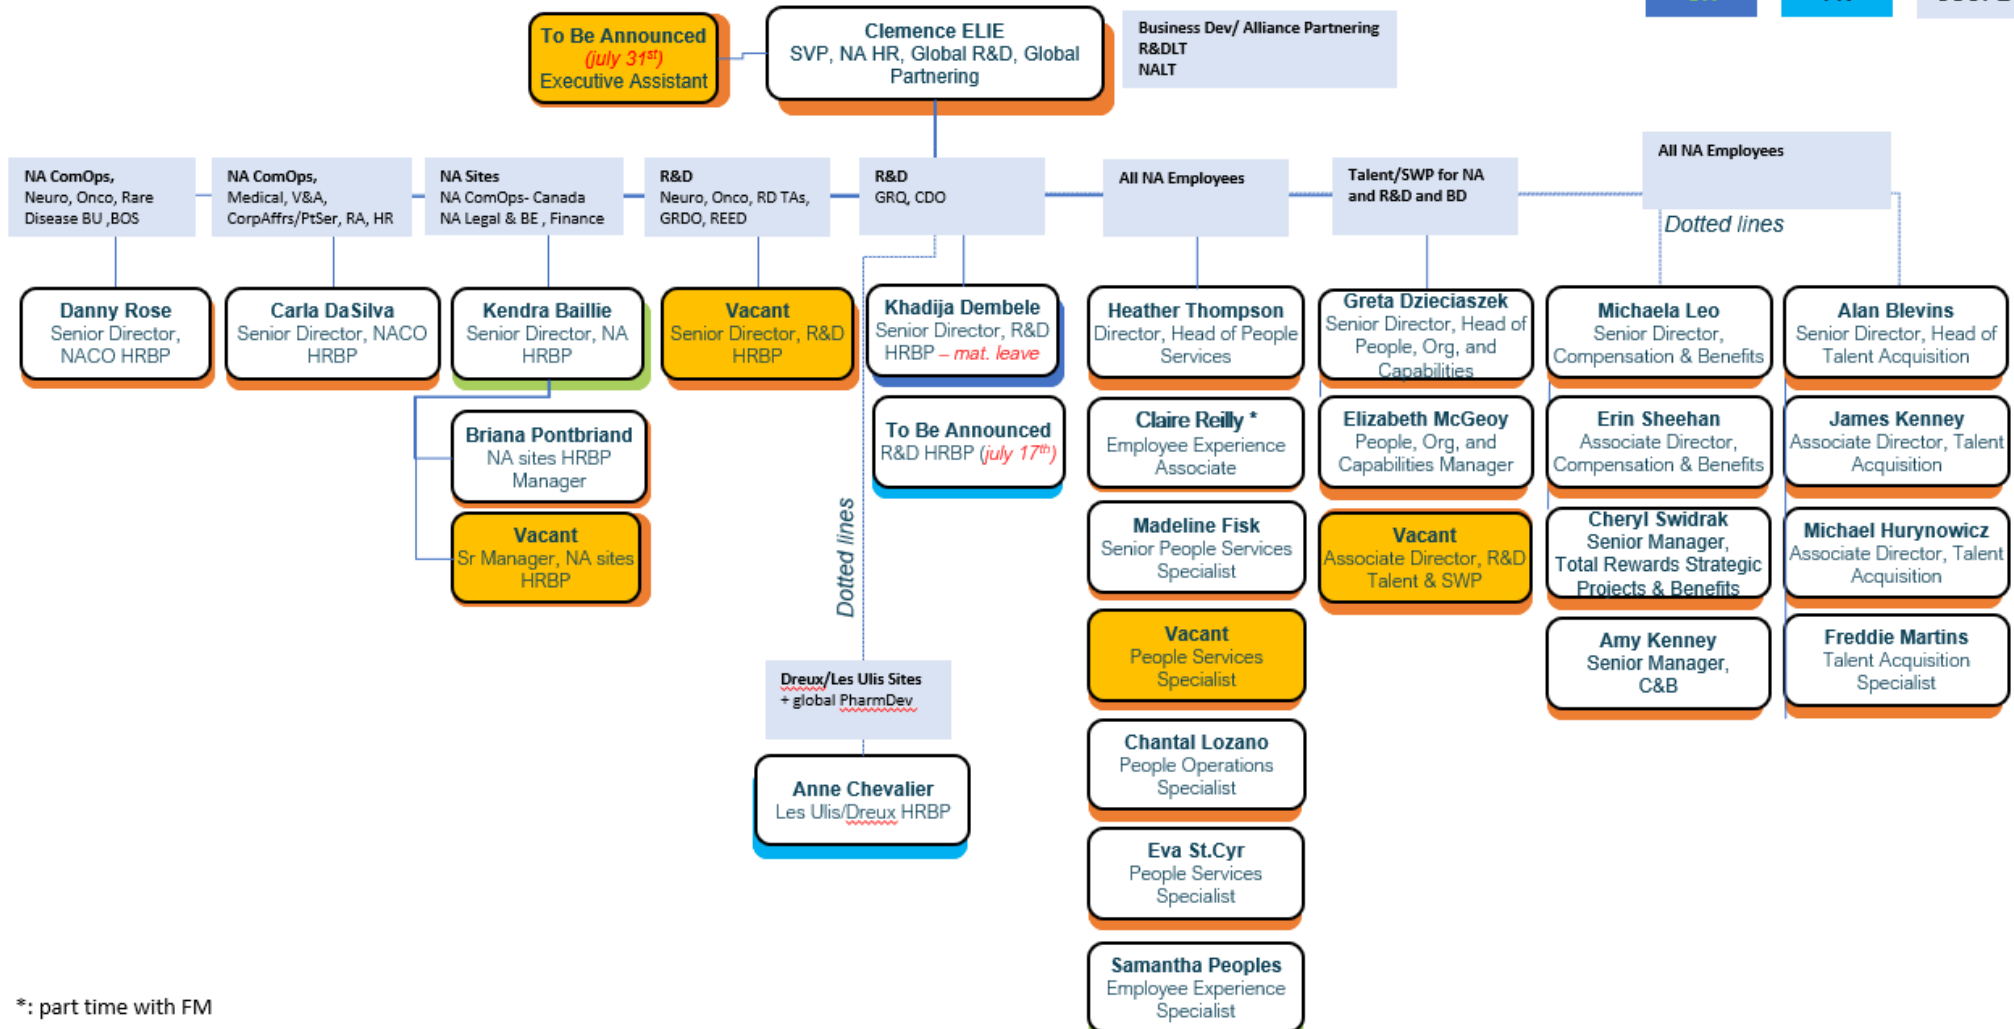 To Be Announced
(july 31st)
Executive Assistant
Clemence ELIE
SVP, NA HR, Global R&D, Global
Partnering
Business Dev/ Alliance Partnering
R&DLT
NALT
NA ComOps,
Neuro, Onco, Rare
Disease BU ,BOS
NA ComOps,
Medical, V&A,
CorpAffrs/PtSer, RA, HR
NA Sites
NA ComOps- Canada
NA Legal & BE , Finance
R&D
Neuro, Onco, RD TAs,
GRDO, REED
R&D
GRQ, CDO
All NA Employees
Talent/SWP for NA
and R&D and BD
All NA Employees
Dotted lines
Danny Rose
Senior Director,
NACO HRBP
Carla DaSilva
Senior Director, NACO
HRBP
Kendra Baillie
Senior Director, NA
HRBP
Vacant
Senior Director, R&D
HRBP
Khadija Dembele
Senior Director, R&D
HRBP – mat. leave
Heather Thompson
Director, Head of People
Services
Greta Dzieciaszek
Senior Director, Head of
People, Org, and
Capabilities
Michaela Leo
Senior Director,
Compensation & Benefits
Alan Blevins
Senior Director, Head of
Talent Acquisition
Briana Pontbriand
NA sites HRBP
Manager
To Be Announced
R&D HRBP (july 17th)
Claire Reilly *
Employee Experience
Associate
Elizabeth McGeoy
People, Org, and
Capabilities Manager
Erin Sheehan
Associate Director,
Compensation & Benefits
James Kenney
Associate Director, Talent
Acquisition
Vacant
Sr Manager, NA sites
HRBP
Dotted lines
Madeline Fisk
Senior People Services
Specialist
Vacant
Associate Director, R&D
Talent & SWP
Cheryl Swidrak
Senior Manager,
Total Rewards Strategic
Projects & Benefits
Michael Hurynowicz
Associate Director, Talent
Acquisition
Vacant
People Services
Specialist
Amy Kenney
Senior Manager,
C&B
Freddie Martins
Talent Acquisition
Specialist
Dreux/Les Ulis Sites
+ global PharmDev
Chantal Lozano
People Operations
Specialist
Anne Chevalier
Les Ulis/Dreux HRBP
Eva St.Cyr
People Services
Specialist
Samantha Peoples
Employee Experience
Specialist
*: part time with FM